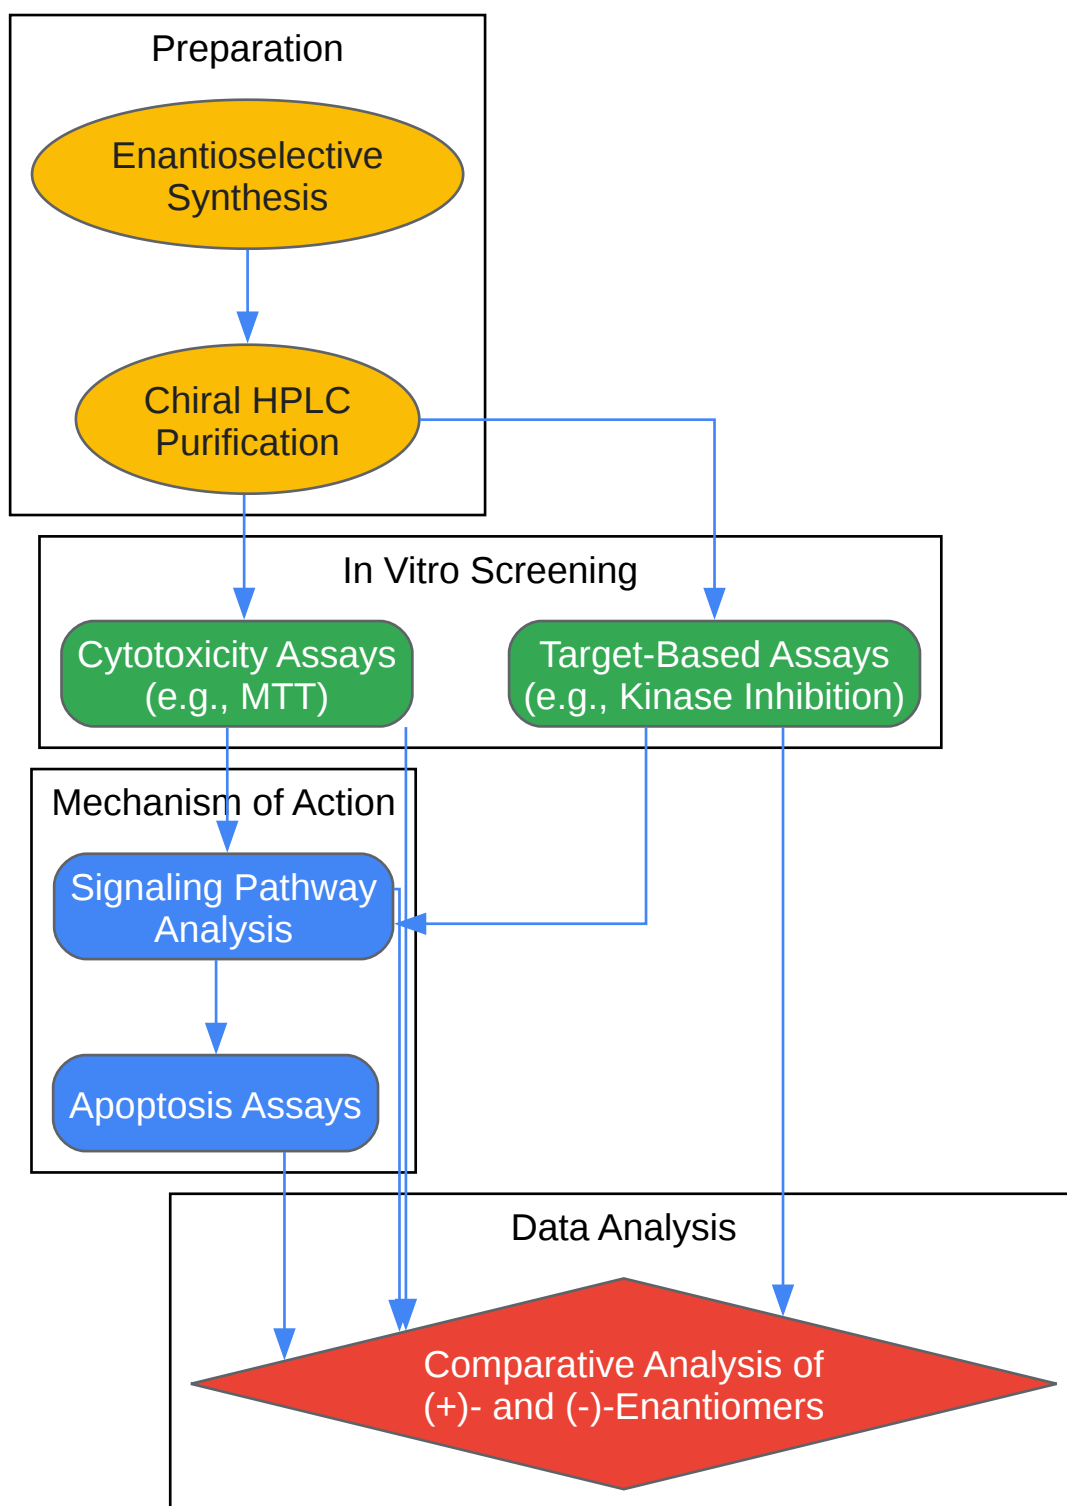 Preparation
Enantioselective
Synthesis
Chiral HPLC
Purification
In Vitro Screening
Cytotoxicity Assays
(e.g., MTT)
Target-Based Assays
(e.g., Kinase Inhibition)
Mechanism of Action
Signaling Pathway
Analysis
Apoptosis Assays
Data Analysis
Comparative Analysis of
(+)- and (-)-Enantiomers